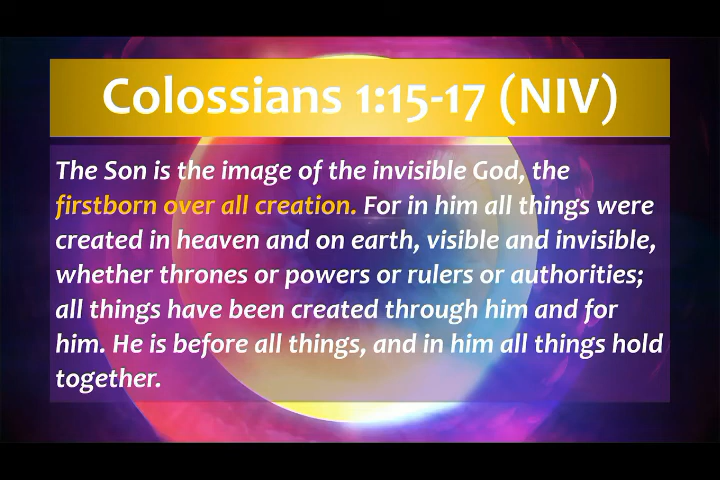 Colossians 1:15-17 (NIV)
The Son is the image of the invisible God, the
firstborn over all creation. For in him all things were
created in heaven and on earth, visible and invisible,
whether thrones or powers or rulers or authorities;
all things have been created through him and for
him. He is before all things, and in him all things hold
together.